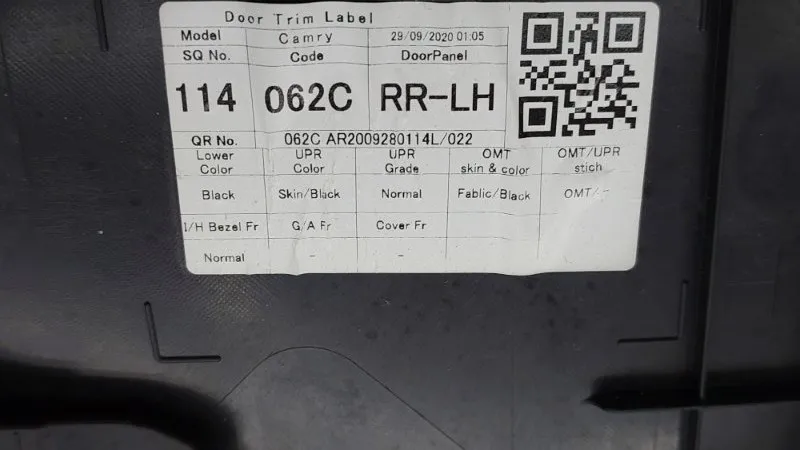 Door Trim Label
Model Camry 29/09/2020 01:05
SQ No. Code DoorPanel
114 062C RR-LH
QR No. 062C AR2009280114L/022
Lower Color UPR Color UPR Grade OMT skin & color OMT/UPR stich
Black Skin/Black Normal Fablic/Black OMT/-
I/H Bezel Fr G/A Fr Cover Fr
Normal - -